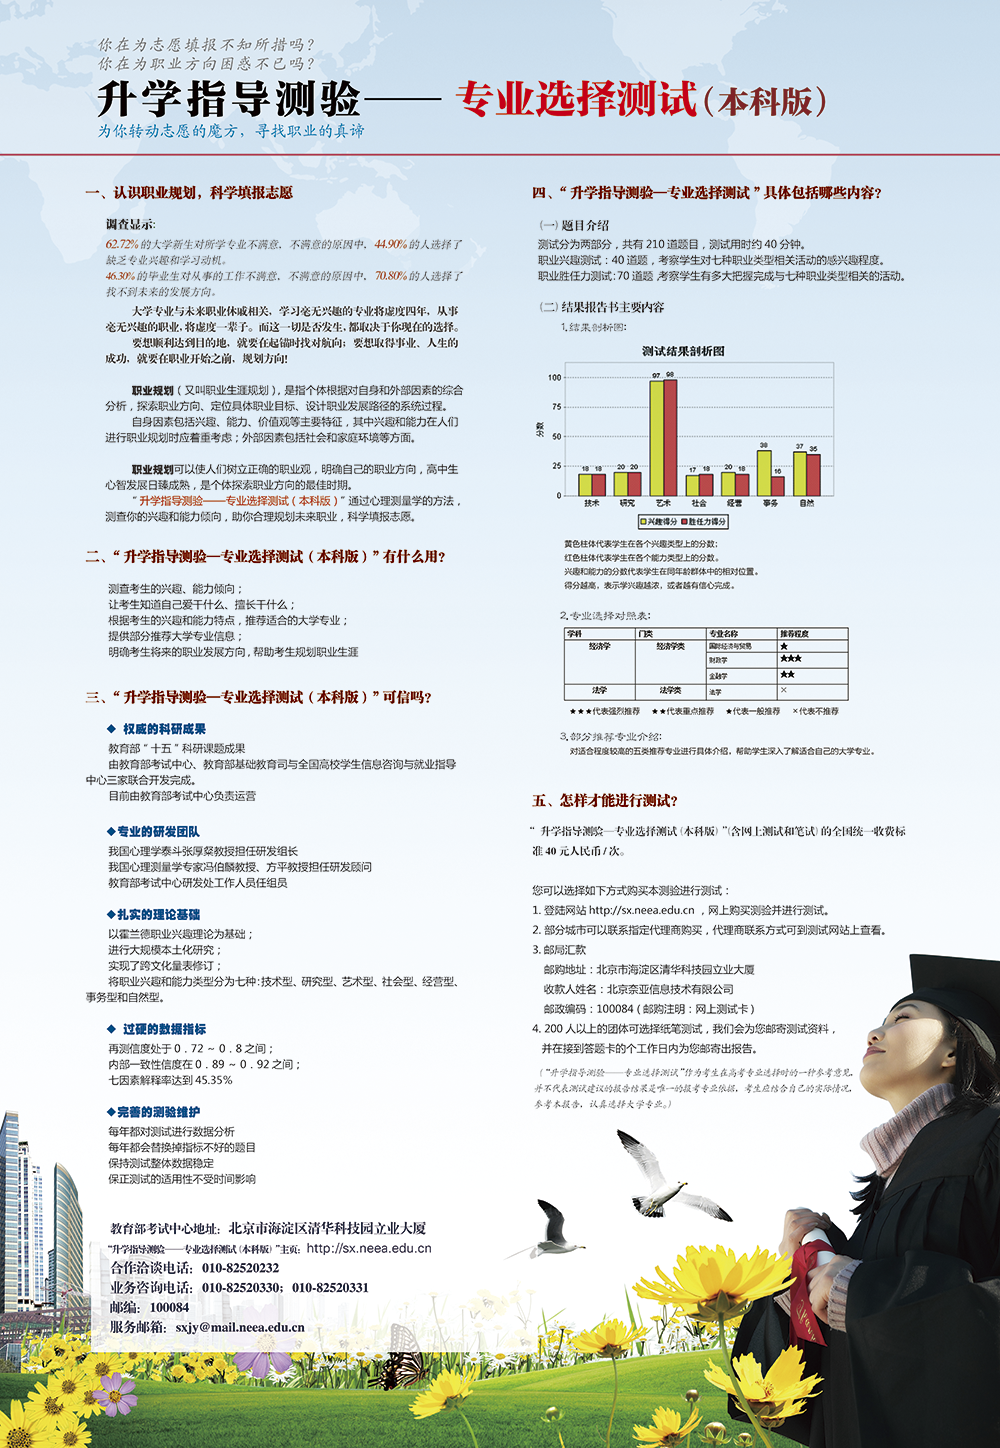 你在为志愿填报不知所措吗？
你在为职业方向困惑不已吗？
升学指导测验——专业选择测试（本科版）
为你转动志愿的魔方，寻找职业的真谛
一、认识职业规划，科学填报志愿
调查显示：
62.72%的大学新生对所学专业不满意、不满意的原因中，44.90%的人选择了
缺乏专业兴趣和学习动机。
46.30%的毕业生对从事的工作不满意、不满意的原因中，70.80%的人选择了
找不到未来的发展方向。
大学专业与未来职业休戚相关，学习毫无兴趣的专业将虚度四年，从事
毫无兴趣的职业，将虚度一辈子。而这一切是否发生，都取决于你现在的选择。
要想顺利达到目的地，就要在起锚时找对航向；要想取得事业、人生的
成功，就要在职业开始之前，规划方向！
职业规划（又叫职业生涯规划），是指个体根据对自身和外部因素的综合
分析，探索职业方向、定位具体职业目标、设计职业发展路径的系统过程。
自身因素包括兴趣、能力、价值观等主要特征，其中兴趣和能力在人们
进行职业规划时应着重考虑；外部因素包括社会和家庭环境等方面。
职业规划可以使人们树立正确的职业观，明确自己的职业方向，高中生
心智发展日臻成熟，是个体探索职业方向的最佳时期。
“升学指导测验——专业选择测试（本科版）”通过心理测量学的方法，
测查你的兴趣和能力倾向，助你合理规划未来职业，科学填报志愿。
二、“升学指导测验—专业选择测试（本科版）”有什么用？
测查考生的兴趣、能力倾向；
让考生知道自己爱干什么、擅长干什么；
根据考生的兴趣和能力特点，推荐适合的大学专业；
提供部分推荐大学专业信息；
明确考生将来的职业发展方向，帮助考生规划职业生涯
三、“升学指导测验—专业选择测试（本科版）”可信吗？
◆ 权威的科研成果
教育部“十五”科研课题成果
由教育部考试中心、教育部基础教育司与全国高校学生信息咨询与就业指导
中心三家联合开发完成。
目前由教育部考试中心负责运营
◆专业的研发团队
我国心理学泰斗张厚粲教授担任研发组长
我国心理测量学专家冯伯麟教授、方平教授担任研发顾问
教育部考试中心研发处工作人员任组员
◆扎实的理论基础
以霍兰德职业兴趣理论为基础；
进行大规模本土化研究；
实现了跨文化量表修订；
将职业兴趣和能力类型分为七种：技术型、研究型、艺术型、社会型、经营型、
事务型和自然型。
◆ 过硬的数据指标
再测信度处于0．72 ~ 0．8之间；
内部一致性信度在0．89 ~ 0．92之间；
七因素解释率达到45.35%
◆完善的测验维护
每年都对测试进行数据分析
每年都会替换掉指标不好的题目
保持测试整体数据稳定
保正测试的适用性不受时间影响
教育部考试中心地址：北京市海淀区清华科技园立业大厦
“升学指导测验——专业选择测试（本科版）”主页：http://sx.neea.edu.cn
合作洽谈电话：010-82520232
业务咨询电话：010-82520330；010-82520331
邮编：100084
服务邮箱：sxjy@mail.neea.edu.cn
四、“升学指导测验—专业选择测试”具体包括哪些内容？
（一）题目介绍
测试分为两部分，共有210道题目，测试用时约40分钟。
职业兴趣测试：40道题，考察学生对七种职业类型相关活动的感兴趣程度。
职业胜任力测试：70道题，考察学生有多大把握完成与七种职业类型相关的活动。
（二）结果报告书主要内容
1.结果剖析图：
测试结果剖析图
分数
100
75
50
25
0
18 18 20 20 97 98 17 18 20 18 38 16 37 35
技术 研究 艺术 社会 经营 事务 自然
兴趣得分 胜任力得分
黄色柱体代表学生在各个兴趣类型上的分数；
红色柱体代表学生在各个能力类型上的分数。
兴趣和能力的分数代表学生在同年龄群体中的相对位置。
得分越高，表示学兴趣越浓，或者越有信心完成。
2.专业选择对照表：
学科 门类 专业名称 推荐程度
经济学 经济学类 国际经济与贸易 ★
财政学 ★★★
金融学 ★★
法学 法学类 法学 ×
★★★代表强烈推荐 ★★代表重点推荐 ★代表一般推荐 ×代表不推荐
3.部分推荐专业介绍：
对适合程度较高的五类推荐专业进行具体介绍，帮助学生深入了解适合自己的大学专业。
五、怎样才能进行测试？
“升学指导测验—专业选择测试（本科版）”（含网上测试和笔试）的全国统一收费标
准40元人民币/次。
您可以选择如下方式购买本测验进行测试：
1. 登陆网站 http://sx.neea.edu.cn ，网上购买测验并进行测试。
2. 部分城市可以联系指定代理商购买，代理商联系方式可到测试网站上查看。
3. 邮局汇款
邮购地址：北京市海淀区清华科技园立业大厦
收款人姓名：北京奈亚信息技术有限公司
邮政编码：100084（邮购注明：网上测试卡）
4. 200人以上的团体可选择纸笔测试，我们会为您邮寄测试资料，
并在接到答题卡的个工作日内为您邮寄出报告。
（“升学指导测验——专业选择测试”作为考生在高考专业选择时的一种参考意见，
并不代表测试建议的报告结果是唯一的报考专业依据，考生应结合自己的实际情况，
参考本报告，认真选择大学专业。）